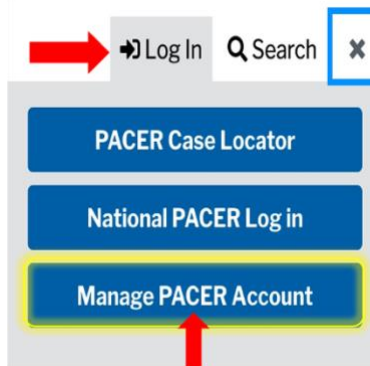 Log In Search
PACER Case Locator
National PACER Log in
Manage PACER Account